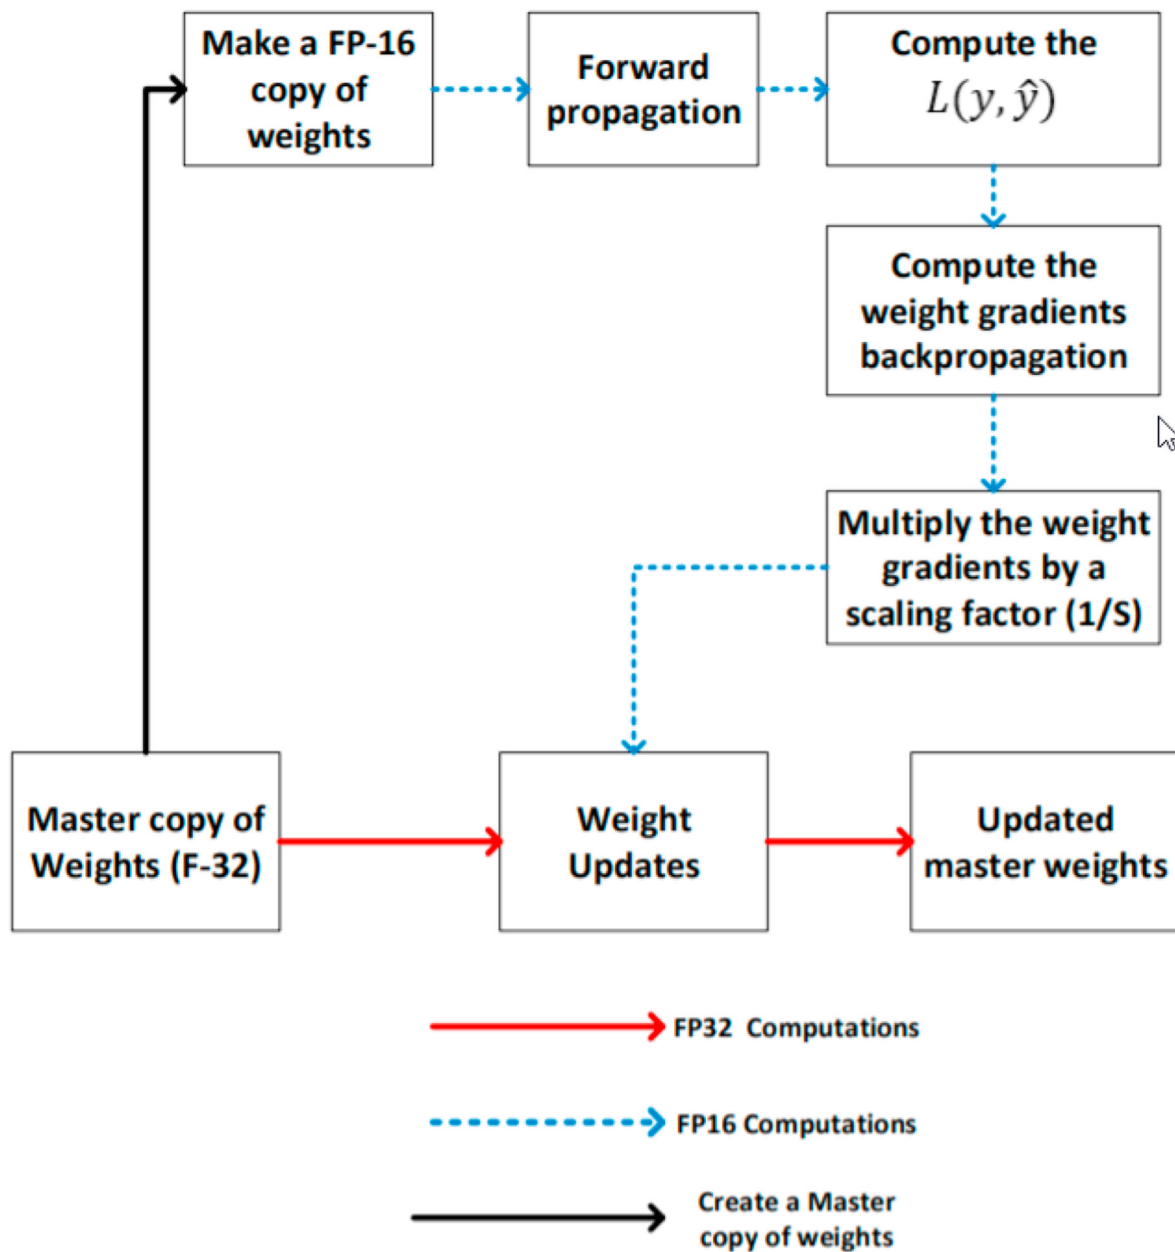 Make a FP-16
copy of
weights
Forward
propagation
Compute the
L(y, ŷ)
Compute the
weight gradients
backpropagation
Multiply the weight
gradients by a
scaling factor (1/S)
Master copy of
Weights (F-32)
Weight
Updates
Updated
master weights
FP32 Computations
FP16 Computations
Create a Master
copy of weights